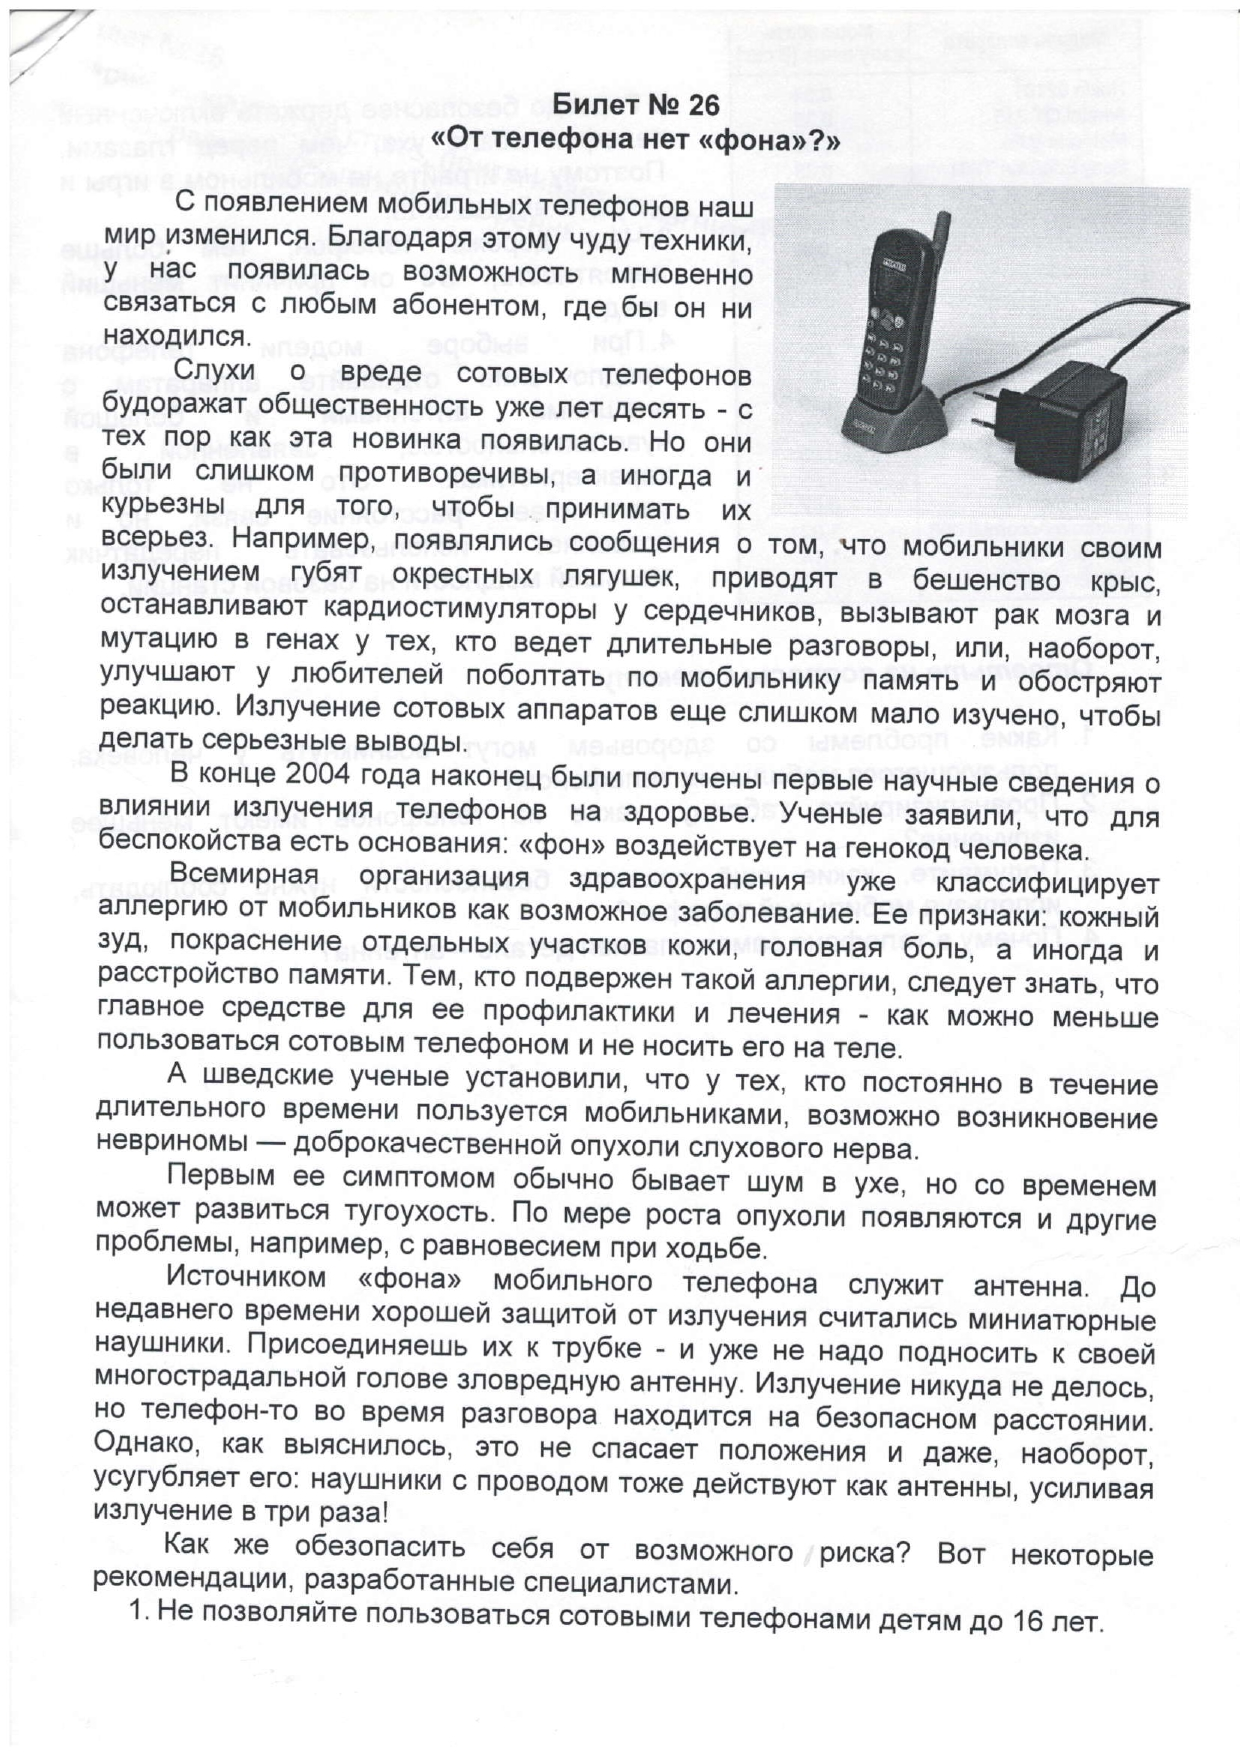 Билет № 26
«От телефона нет «фона»?»
С появлением мобильных телефонов наш
мир изменился. Благодаря этому чуду техники,
у нас появилась возможность мгновенно
связаться с любым абонентом, где бы он ни
находился.
Слухи о вреде сотовых телефонов
будоражат общественность уже лет десять - с
тех пор как эта новинка появилась. Но они
были слишком противоречивы, а иногда и
курьезны для того, чтобы принимать их
всерьез. Например, появлялись сообщения о том, что мобильники своим
излучением губят окрестных лягушек, приводят в бешенство крыс,
останавливают кардиостимуляторы у сердечников, вызывают рак мозга и
мутацию в генах у тех, кто ведет длительные разговоры, или, наоборот,
улучшают у любителей поболтать по мобильнику память и обостряют
реакцию. Излучение сотовых аппаратов еще слишком мало изучено, чтобы
делать серьезные выводы.
В конце 2004 года наконец были получены первые научные сведения о
влиянии излучения телефонов на здоровье. Ученые заявили, что для
беспокойства есть основания: «фон» воздействует на генокод человека.
Всемирная организация здравоохранения уже классифицирует
аллергию от мобильников как возможное заболевание. Ее признаки: кожный
зуд, покраснение отдельных участков кожи, головная боль, а иногда и
расстройство памяти. Тем, кто подвержен такой аллергии, следует знать, что
главное средстве для ее профилактики и лечения - как можно меньше
пользоваться сотовым телефоном и не носить его на теле.
А шведские ученые установили, что у тех, кто постоянно в течение
длительного времени пользуется мобильниками, возможно возникновение
невриномы — доброкачественной опухоли слухового нерва.
Первым ее симптомом обычно бывает шум в ухе, но со временем
может развиться тугоухость. По мере роста опухоли появляются и другие
проблемы, например, с равновесием при ходьбе.
Источником «фона» мобильного телефона служит антенна. До
недавнего времени хорошей защитой от излучения считались миниатюрные
наушники. Присоединяешь их к трубке - и уже не надо подносить к своей
многострадальной голове зловредную антенну. Излучение никуда не делось,
но телефон-то во время разговора находится на безопасном расстоянии.
Однако, как выяснилось, это не спасает положения и даже, наоборот,
усугубляет его: наушники с проводом тоже действуют как антенны, усиливая
излучение в три раза!
Как же обезопасить себя от возможного риска? Вот некоторые
рекомендации, разработанные специалистами.
1. Не позволяйте пользоваться сотовыми телефонами детям до 16 лет.